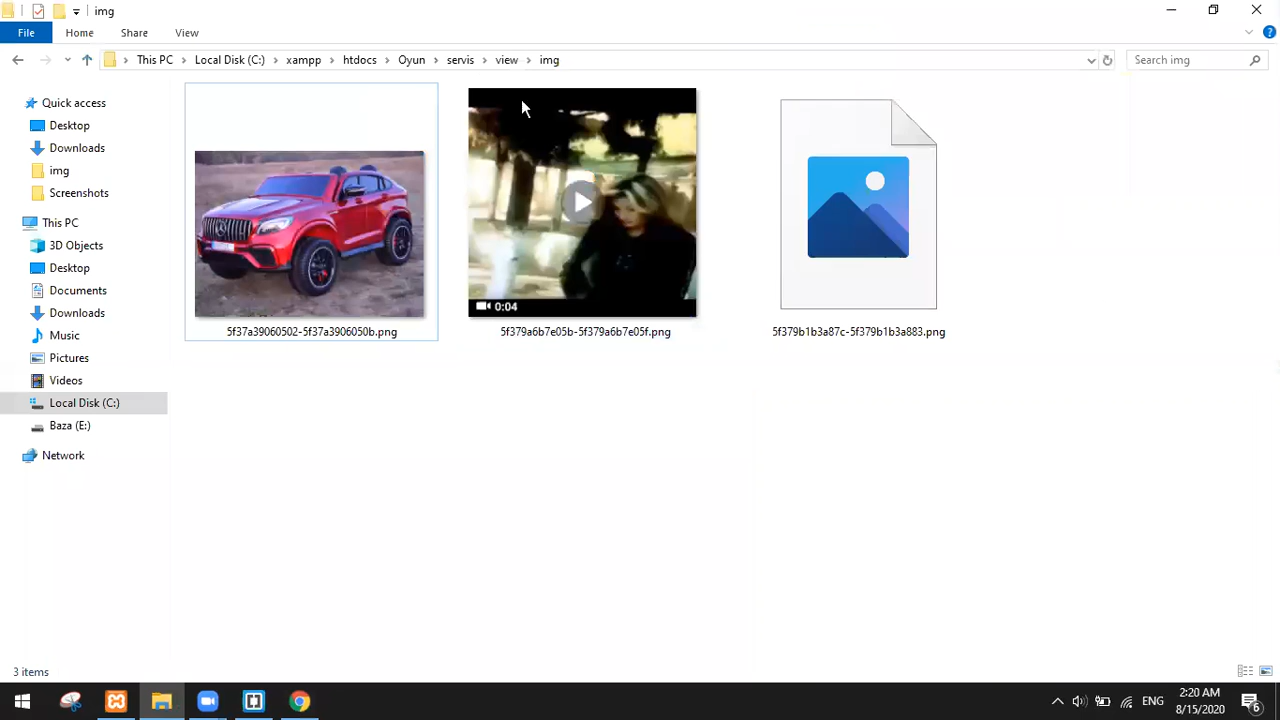 img
File Home Share View
This PC Local Disk (C:) xampp htdocs Oyun servis view img Search img
Quick access
Desktop
Downloads
img
Screenshots
This PC
3D Objects
Desktop
Documents
Downloads
Music
Pictures
Videos
Local Disk (C:)
Baza (E:)
Network
0:04
5f37a39060502-5f37a3906050b.png 5f379a6b7e05b-5f379a6b7e05f.png 5f379b1b3a87c-5f379b1b3a883.png
3 items
ENG
2:20 AM
8/15/2020
6